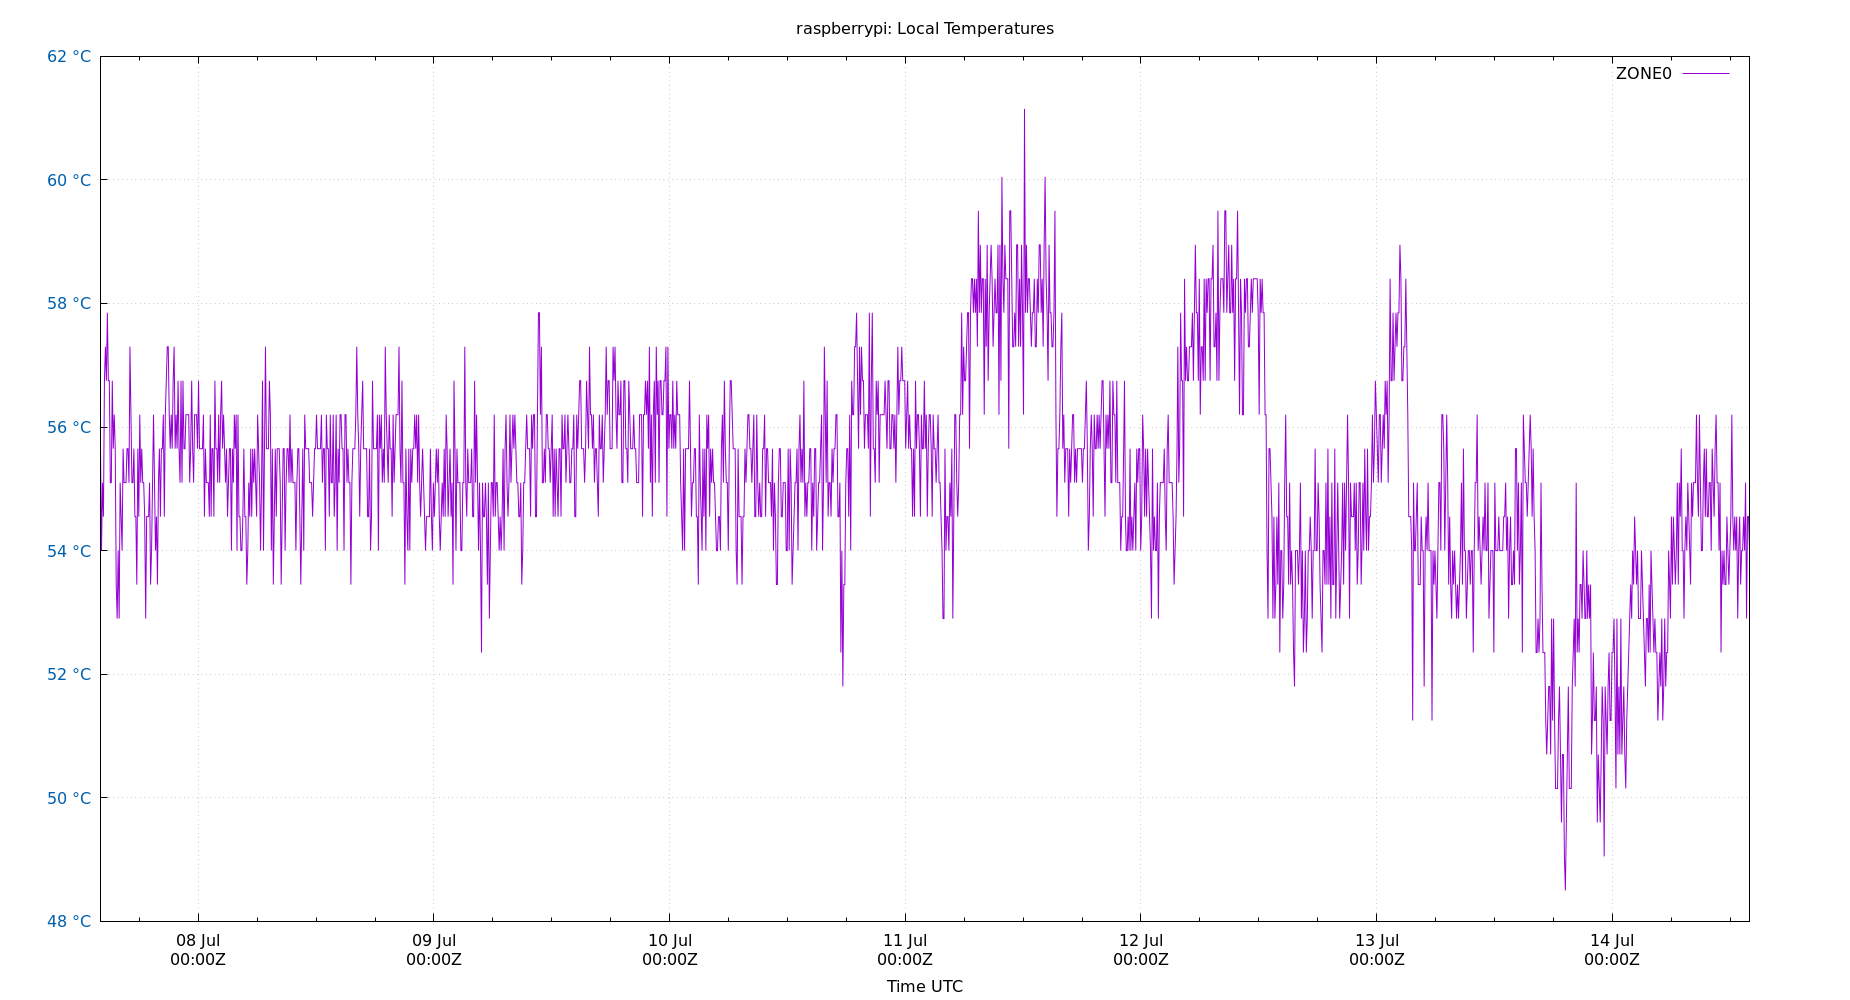 raspberrypi: Local Temperatures
62 °C
ZONE0
60 °C
58 °C
56 °C
54 °C
52 °C
50 °C
48 °C
08 Jul 09 Jul 10 Jul 11 Jul 12 Jul 13 Jul 14 Jul
00:00Z 00:00Z 00:00Z 00:00Z 00:00Z 00:00Z 00:00Z
Time UTC